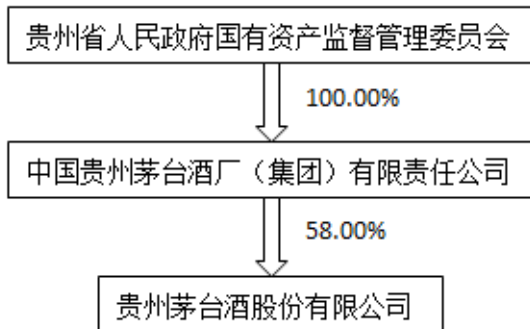 贵州省人民政府国有资产监督管理委员会
100.00%
中国贵州茅台酒厂（集团）有限责任公司
58.00%
贵州茅台酒股份有限公司